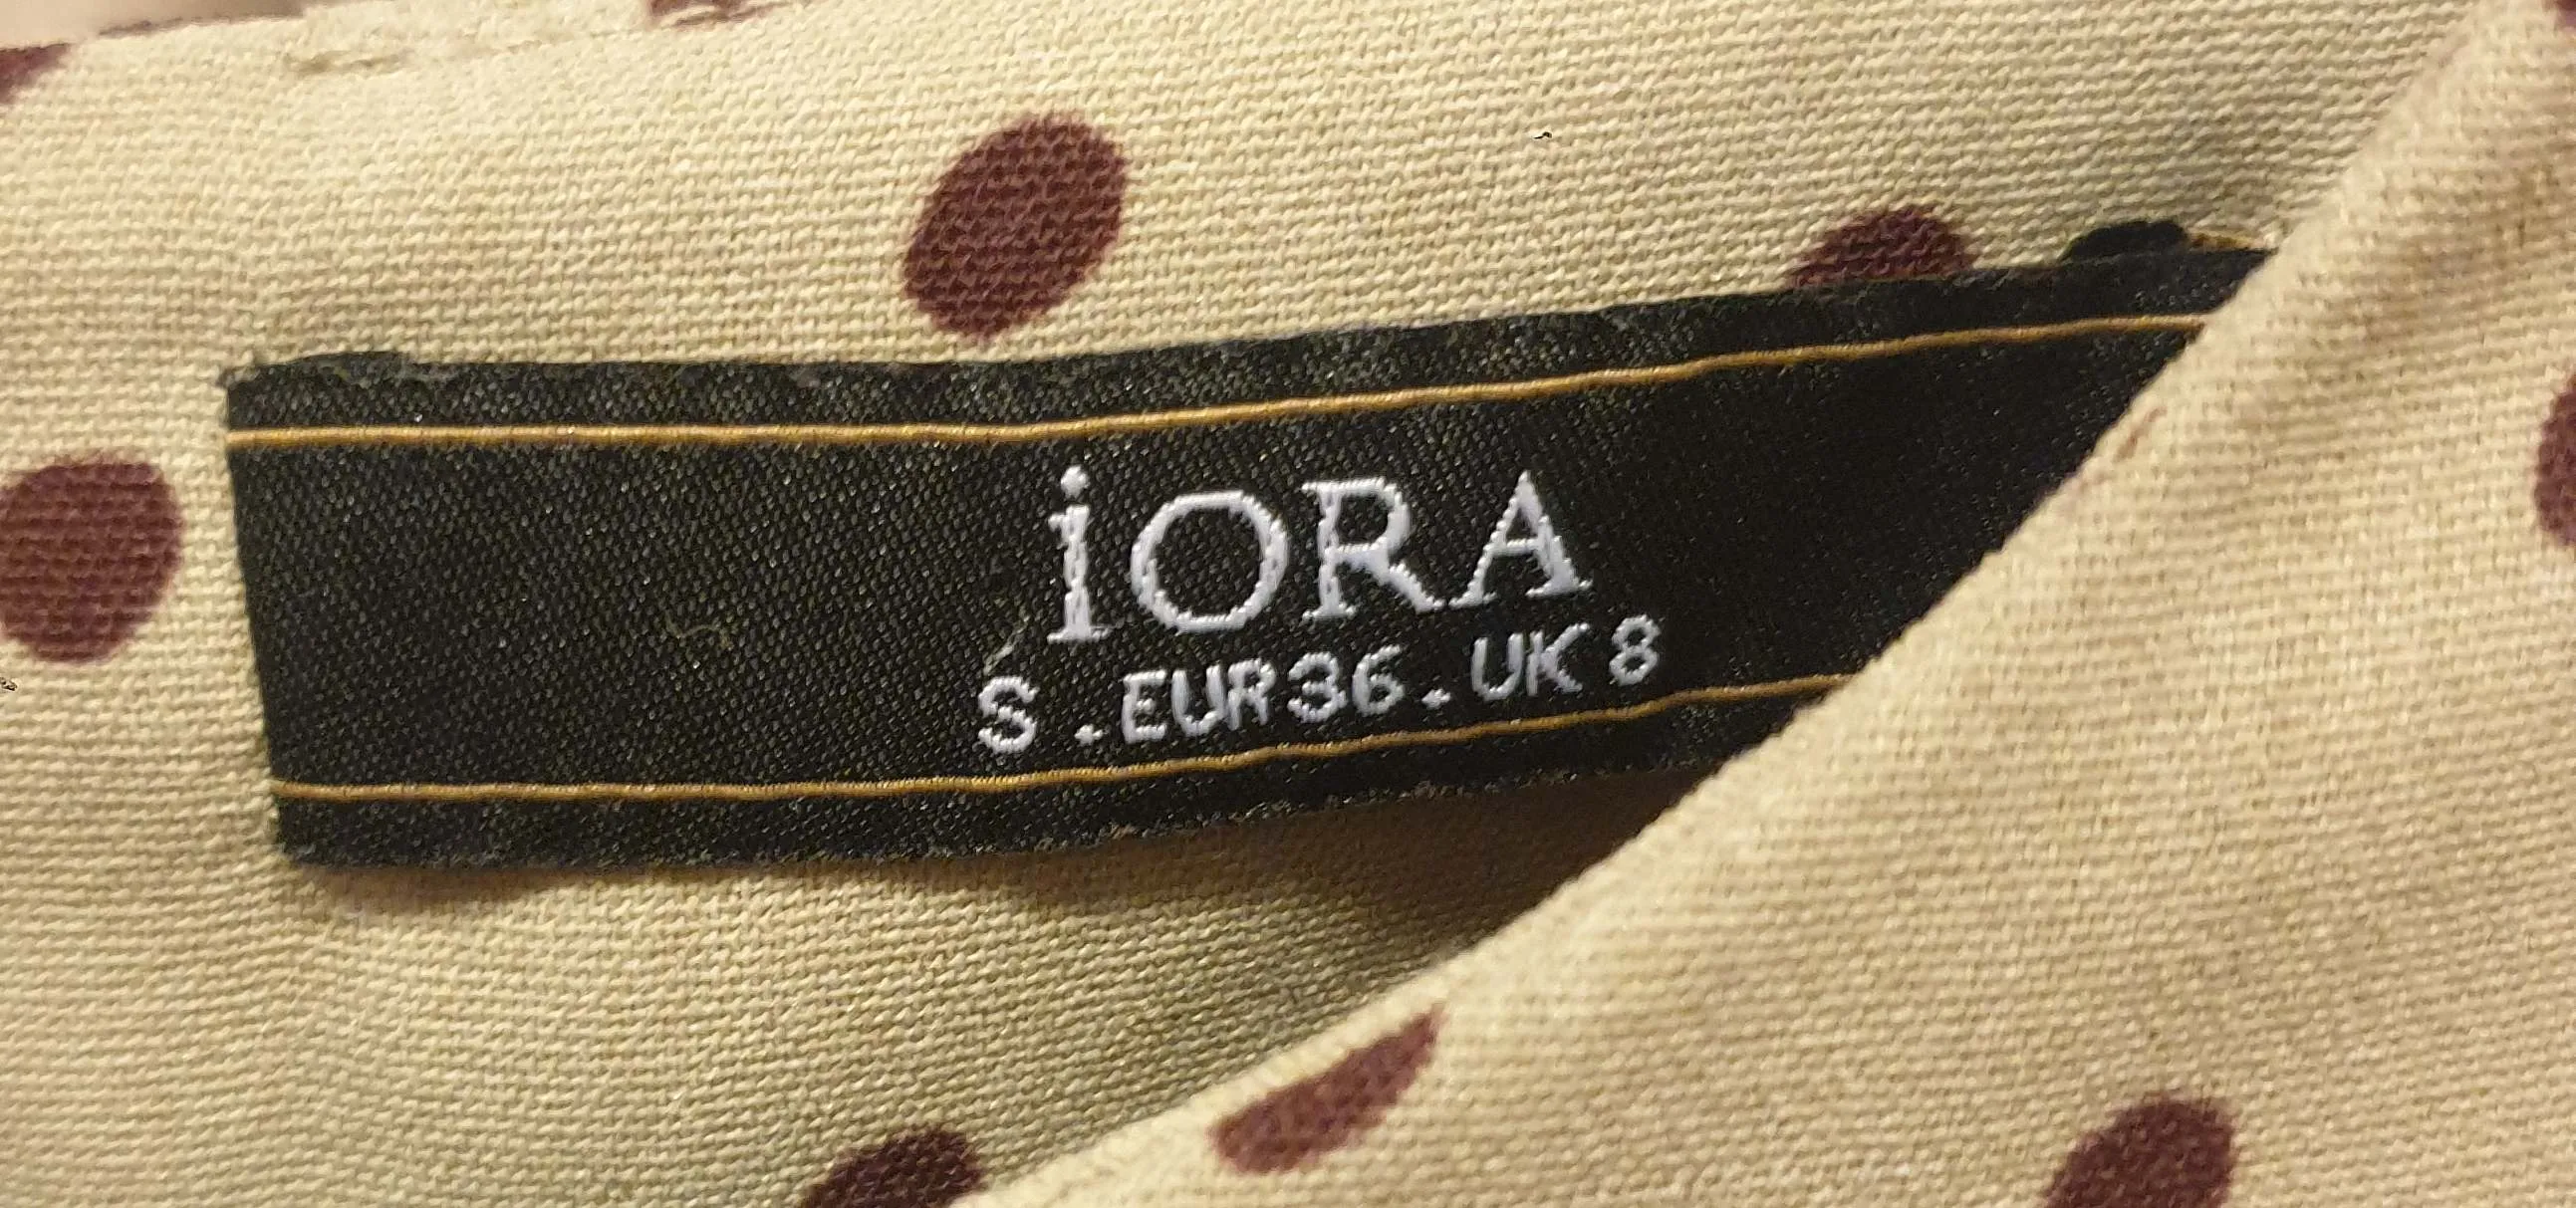 iORA
S . EUR 36 . UK 8